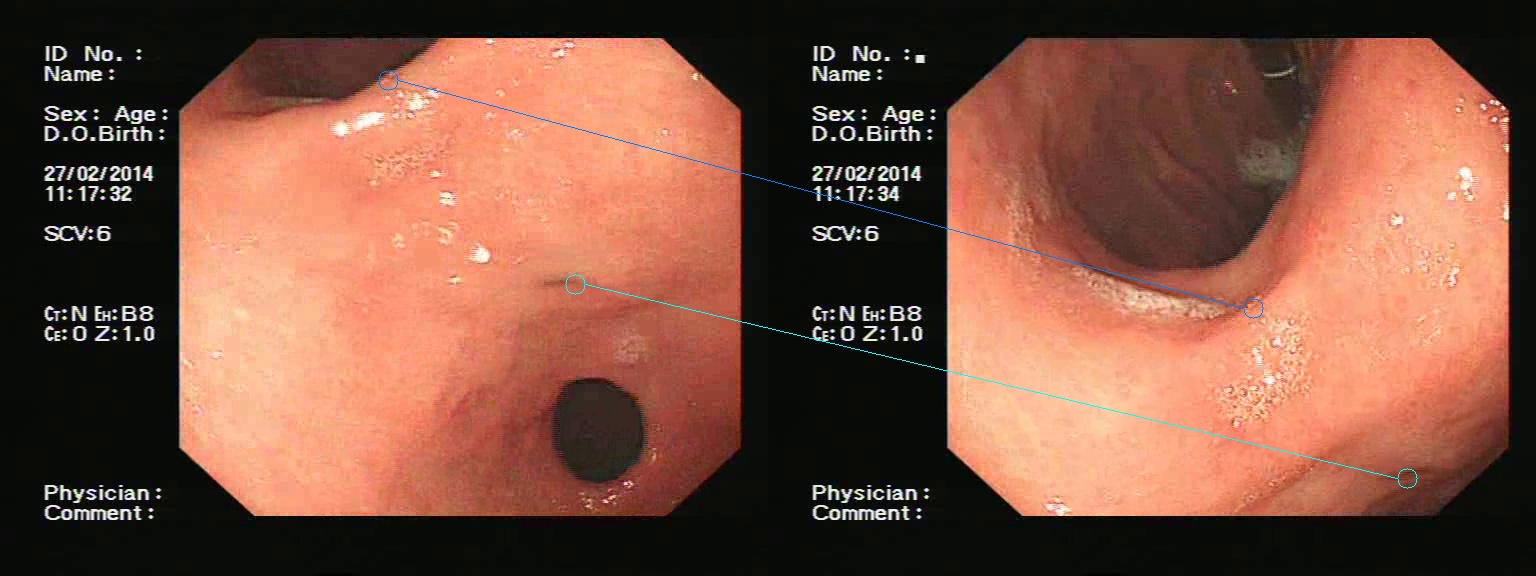 ID No. :
Name:
Sex: Age:
D.O.Birth:
27/02/2014
11:17:32
SCV:6
CT:N EH:B8
CE:0 Z:1.0
Physician:
Comment:
ID No. :
Name:
Sex: Age:
D.O.Birth:
27/02/2014
11:17:34
SCV:6
CT:N EH:B8
CE:0 Z:1.0
Physician:
Comment: